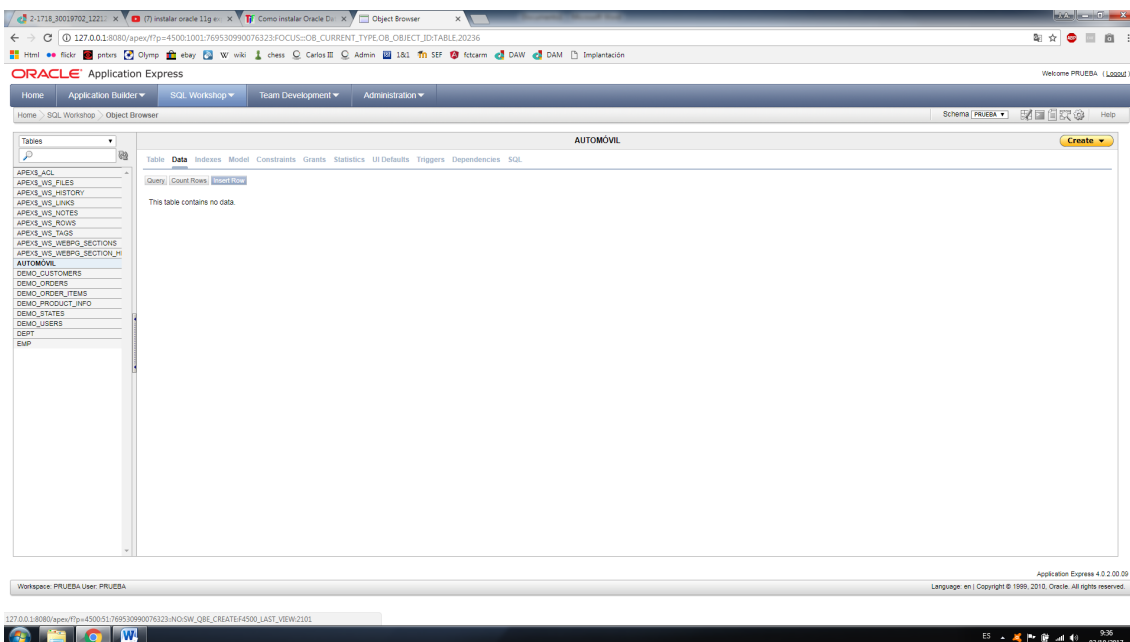 2-1718_30019702_12212
(7) instalar oracle 11g ex
Como instalar Oracle Da
Object Browser
127.0.0.1:8080/apex/f?p=4500:1001:769530990076323:FOCUS:::OB_CURRENT_TYPE,OB_OBJECT_ID:TABLE,20236
Html flickr pntxrs Olymp ebay Wiki W wiki chess Carlos III Admin 1&1 SEF fctcarm DAW DAM Implantación
ORACLE Application Express
Welcome PRUEBA (Logout)
Home Application Builder SQL Workshop Team Development Administration
Home > SQL Workshop > Object Browser
Schema PRUEBA Help
Tables
AUTOMÓVIL
Create
Table Data Indexes Model Constraints Grants Statistics UI Defaults Triggers Dependencies SQL
Query Count Rows Insert Row
This table contains no data.
APEX$_ACL
APEX$_WS_FILES
APEX$_WS_HISTORY
APEX$_WS_LINKS
APEX$_WS_NOTES
APEX$_WS_ROWS
APEX$_WS_TAGS
APEX$_WS_WEBPG_SECTIONS
APEX$_WS_WEBPG_SECTION_HI
AUTOMÓVIL
DEMO_CUSTOMERS
DEMO_ORDERS
DEMO_ORDER_ITEMS
DEMO_PRODUCT_INFO
DEMO_STATES
DEMO_USERS
DEPT
EMP
Application Express 4.0.2.00.09
Workspace: PRUEBA User: PRUEBA
Language: en | Copyright © 1999, 2010, Oracle. All rights reserved.
127.0.0.1:8080/apex/f?p=4500:51:769530990076323::NO:SW_QBE_CREATE:F4500_LAST_VIEW:2101
ES
9:36